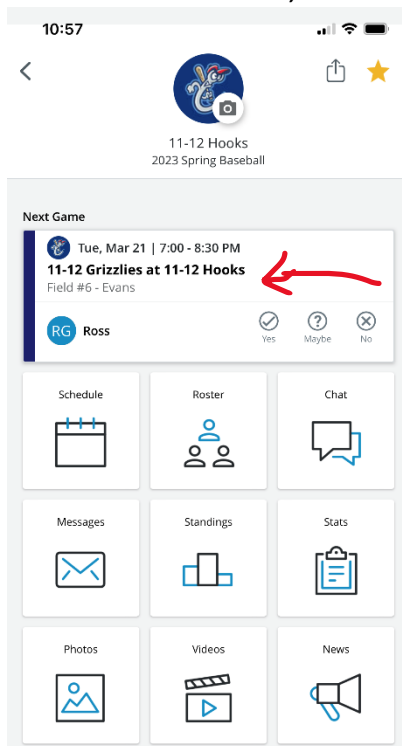 10:57
11-12 Hooks
2023 Spring Baseball
Next Game
Tue, Mar 21 | 7:00 - 8:30 PM
11-12 Grizzlies at 11-12 Hooks
Field #6 - Evans
RG Ross
Yes Maybe No
Schedule Roster Chat
Messages Standings Stats
Photos Videos News